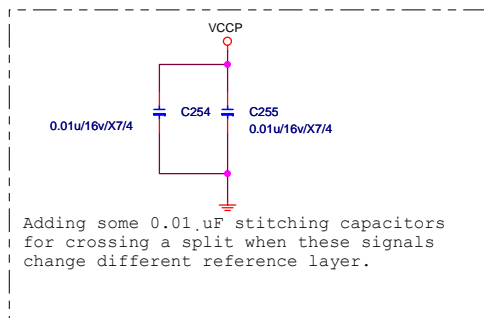 VCCP
C254
C255
0.01u/16v/X7/4
0.01u/16v/X7/4
Adding some 0.01 uF stitching capacitors
for crossing a split when these signals
change different reference layer.